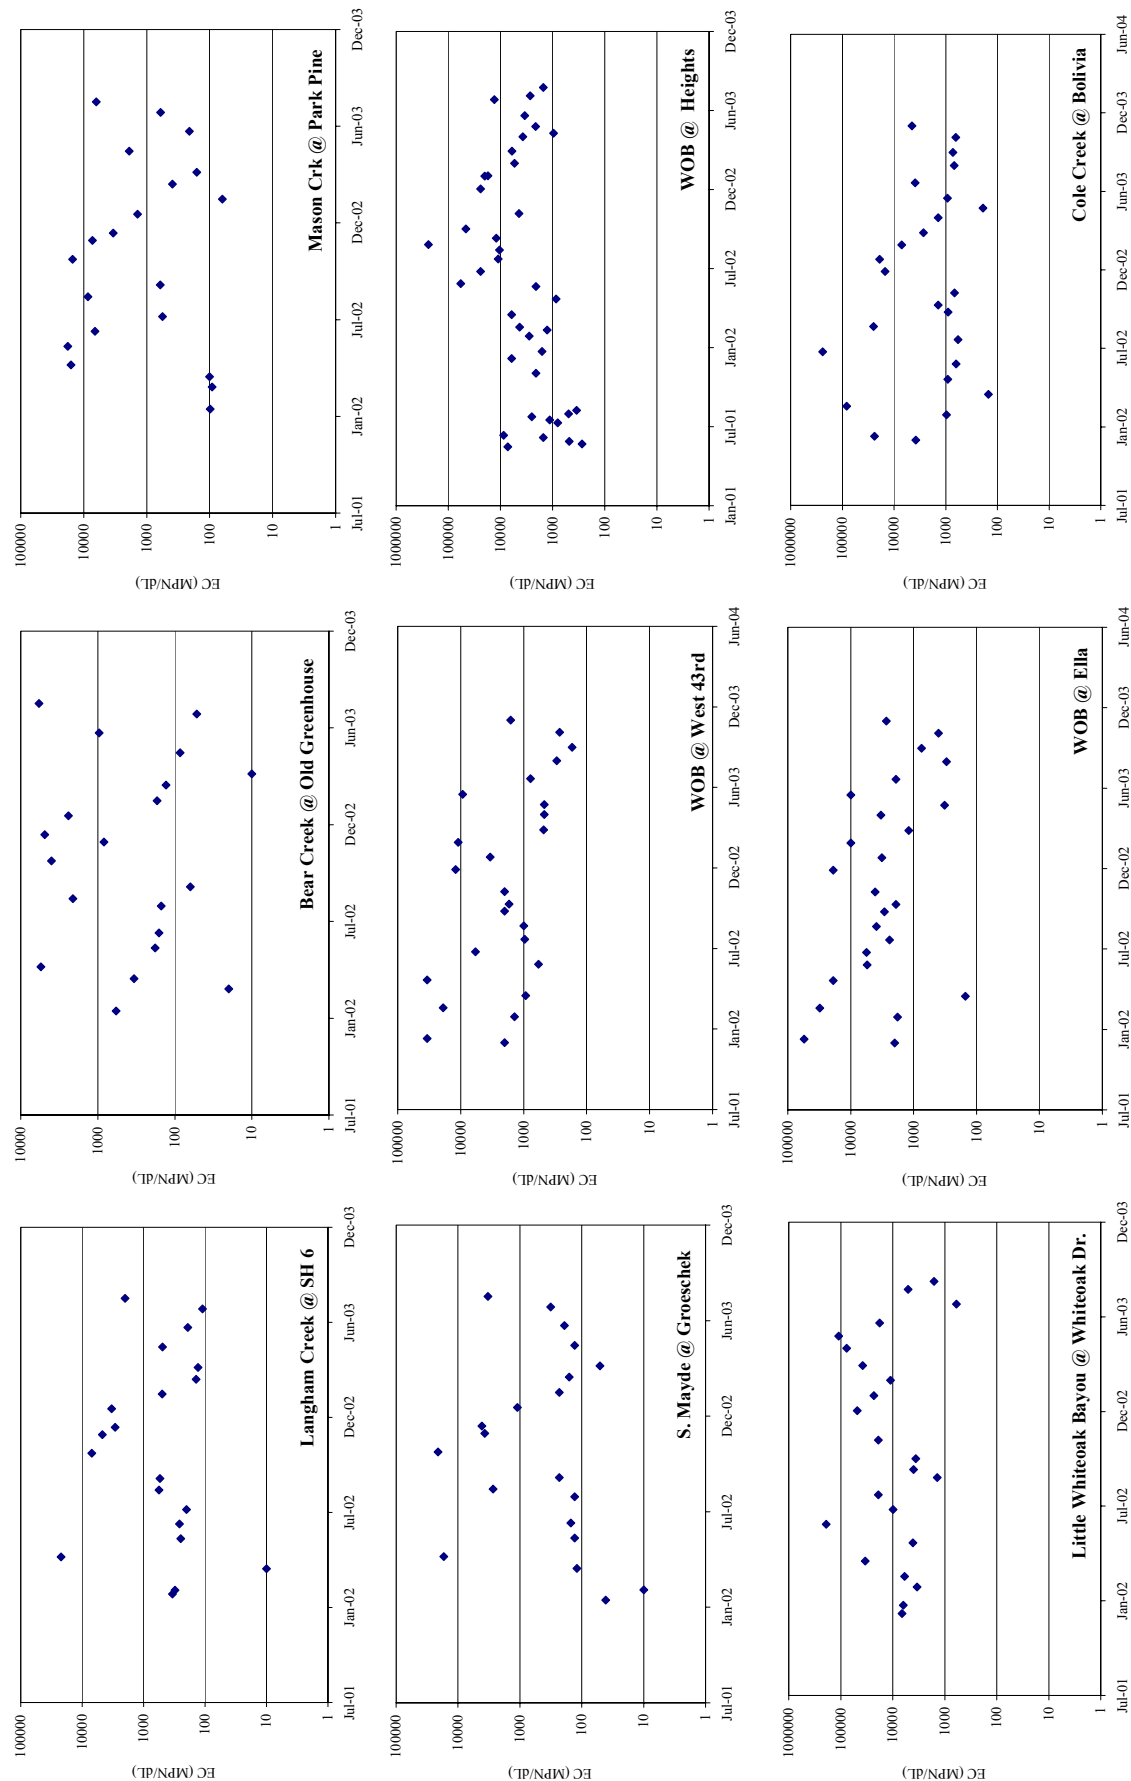 Langham Creek @ SH 6
EC (MPN/dL)
100000
10000
1000
100
10
1
Jul-01
Jan-02
Jul-02
Dec-02
Jun-03
Dec-03
Bear Creek @ Old Greenhouse
EC (MPN/dL)
10000
1000
100
10
1
Jul-01
Jan-02
Jul-02
Dec-02
Jun-03
Dec-03
Mason Crk @ Park Pine
EC (MPN/dL)
100000
10000
1000
100
10
1
Jul-01
Jan-02
Jul-02
Dec-02
Jun-03
Dec-03
S. Mayde @ Groeschek
EC (MPN/dL)
100000
10000
1000
100
10
1
Jul-01
Jan-02
Jul-02
Dec-02
Jun-03
Dec-03
WOB @ West 43rd
EC (MPN/dL)
100000
10000
1000
100
10
1
Jul-01
Jan-02
Jul-02
Dec-02
Jun-03
Dec-03
Jun-04
WOB @ Heights
EC (MPN/dL)
1000000
100000
10000
1000
100
10
1
Jan-01
Jul-01
Jan-02
Jul-02
Dec-02
Jun-03
Dec-03
Little Whiteoak Bayou @ Whiteoak Dr.
EC (MPN/dL)
1000000
100000
10000
1000
100
10
1
Jul-01
Jan-02
Jul-02
Dec-02
Jun-03
Dec-03
WOB @ Ella
EC (MPN/dL)
100000
10000
1000
100
10
1
Jul-01
Jan-02
Jul-02
Dec-02
Jun-03
Dec-03
Jun-04
Cole Creek @ Bolivia
EC (MPN/dL)
1000000
100000
10000
1000
100
10
1
Jul-01
Jan-02
Jul-02
Dec-02
Jun-03
Dec-03
Jun-04